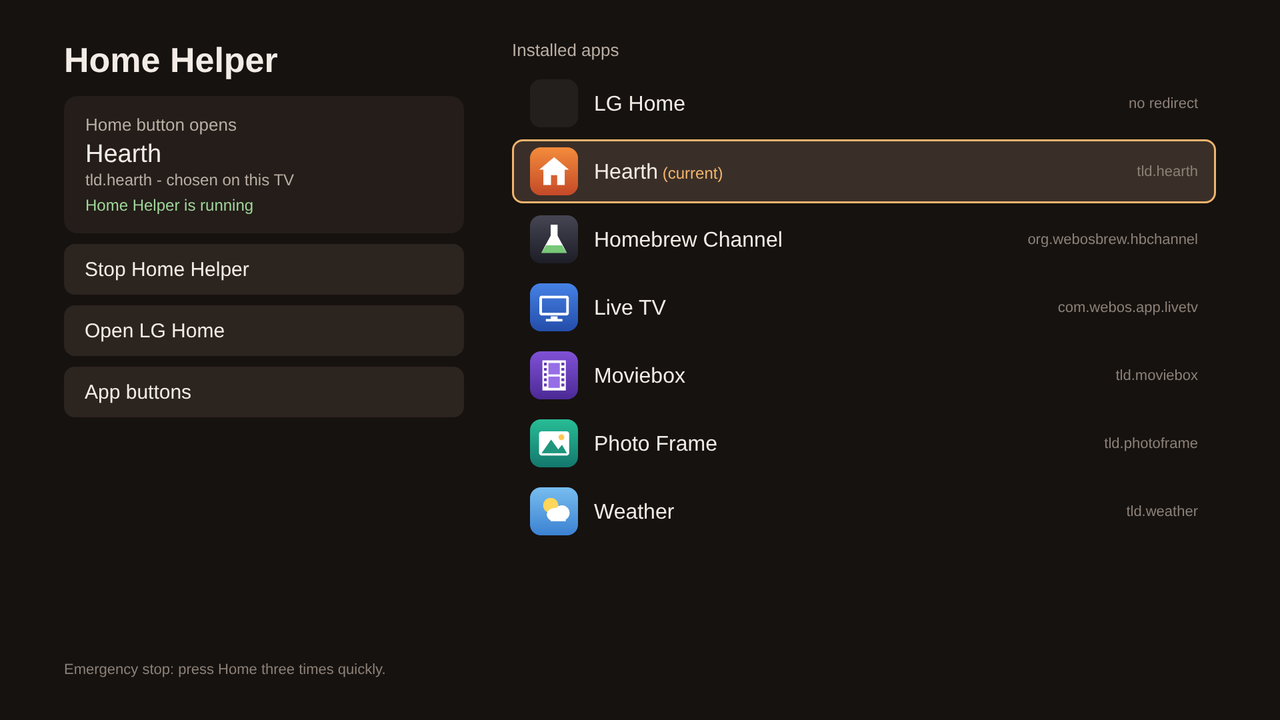 Home Helper
Home button opens
Hearth
tld.hearth - chosen on this TV
Home Helper is running
Stop Home Helper
Open LG Home
App buttons
Installed apps
LG Home no redirect
Hearth (current) tld.hearth
Homebrew Channel org.webosbrew.hbchannel
Live TV com.webos.app.livetv
Moviebox tld.moviebox
Photo Frame tld.photoframe
Weather tld.weather
Emergency stop: press Home three times quickly.